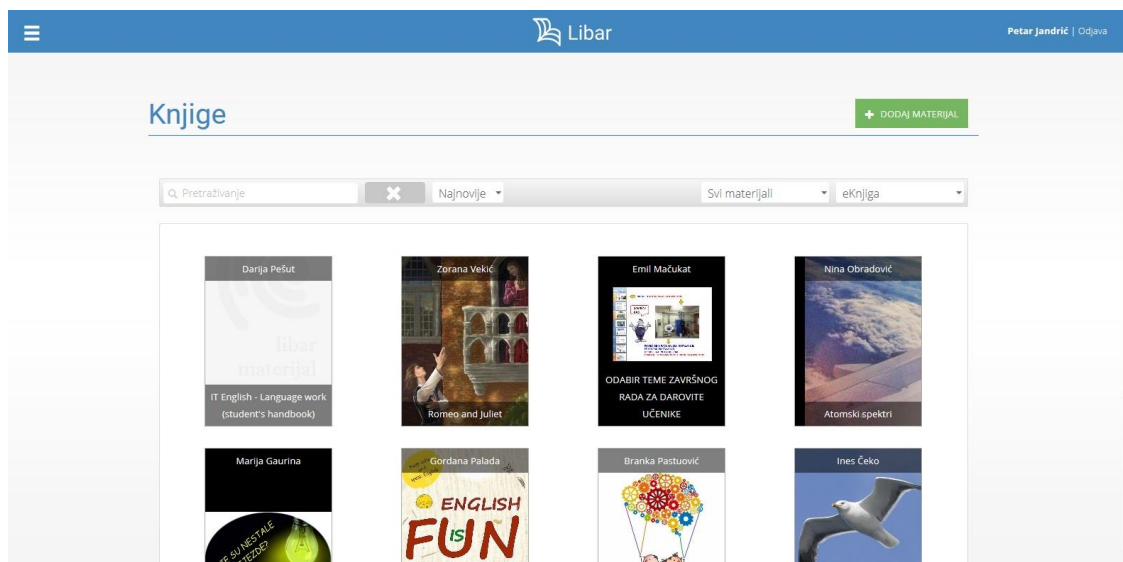 Libar
Petar Jandrić | Odjava
Knjige
+ DODAJ MATERIJAL
Pretraživanje
Najnovije
Svi materijali
eKnjiga
Darija Pešut
libar
materijal
IT English - Language work
(student's handbook)
Zorana Vekić
Romeo and Juliet
Emil Mačukat
ODABIR TEME ZAVRŠNOG
RADA ZA DAROVITE
UČENIKE
Nina Obradović
Atomski spektri
Marija Gaurina
SU NESTALE
Gordana Palada
ENGLISH
IS
FUN
Branka Pastuović
Ines Čeko